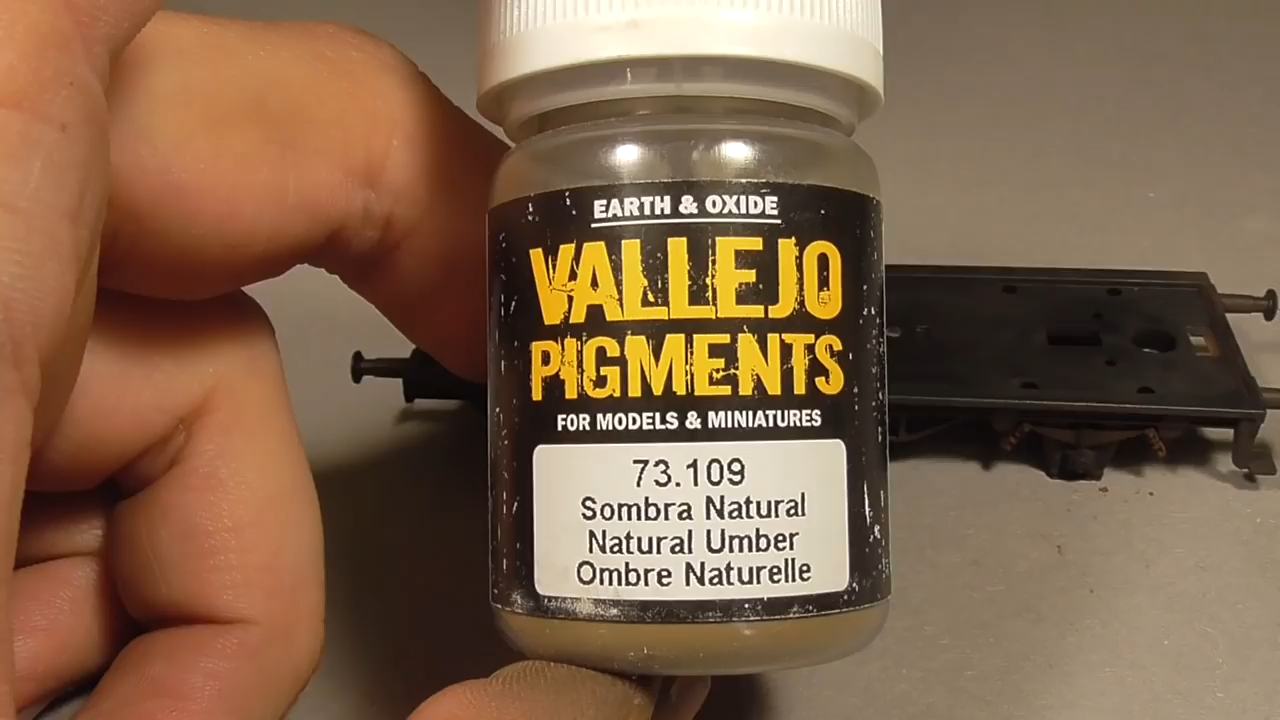 EARTH & OXIDE
VALLEJO
PIGMENTS
FOR MODELS & MINIATURES
73.109
Sombra Natural
Natural Umber
Ombre Naturelle